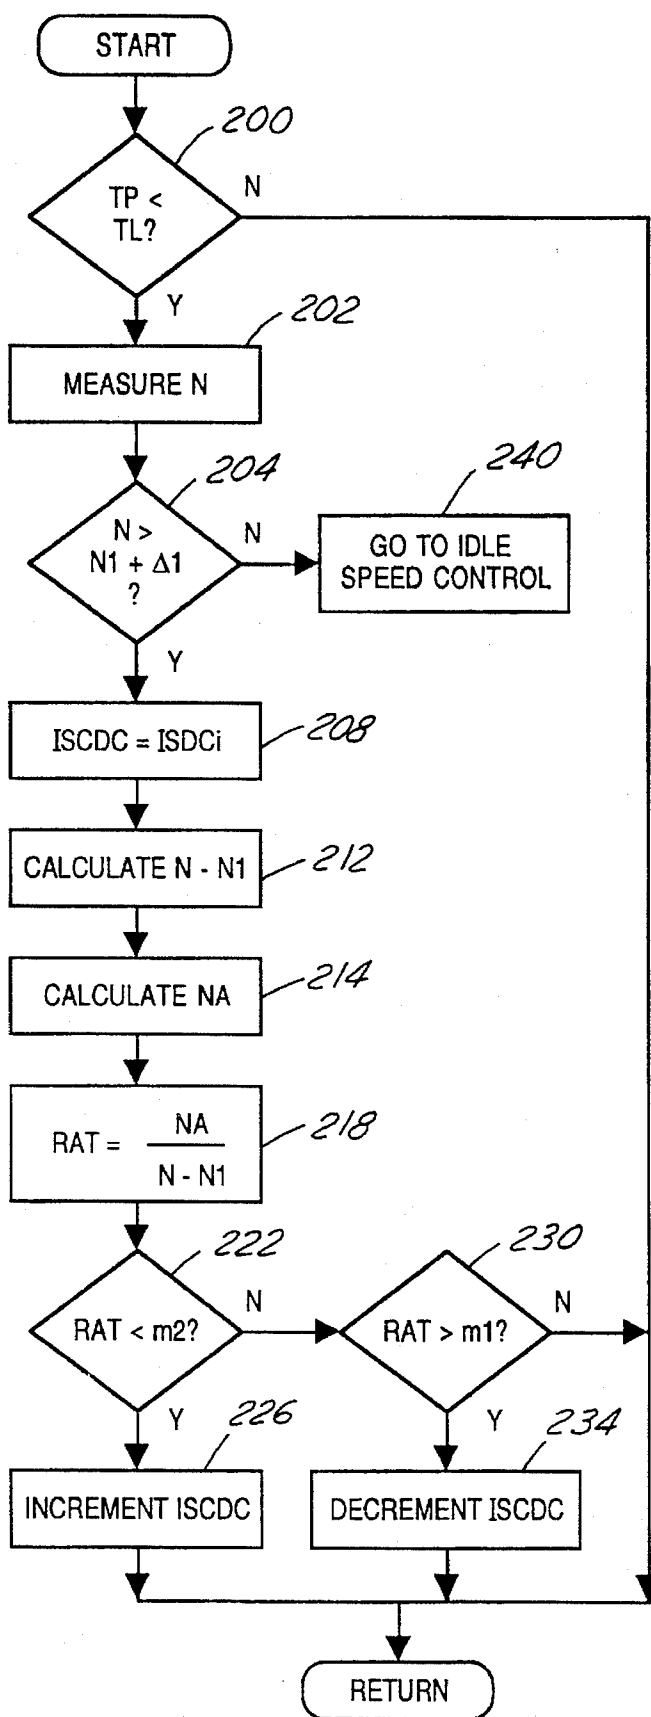 START
200
TP <
TL?
N
Y
202
MEASURE N
204
240
N >
N1 + Δ1
?
N
GO TO IDLE
SPEED CONTROL
Y
ISCDC = ISDCi
208
CALCULATE N - N1
212
CALCULATE NA
214
RAT = NA
N - N1
218
222
230
RAT < m2?
N
RAT > m1?
N
Y
226
Y
234
INCREMENT ISCDC
DECREMENT ISCDC
RETURN